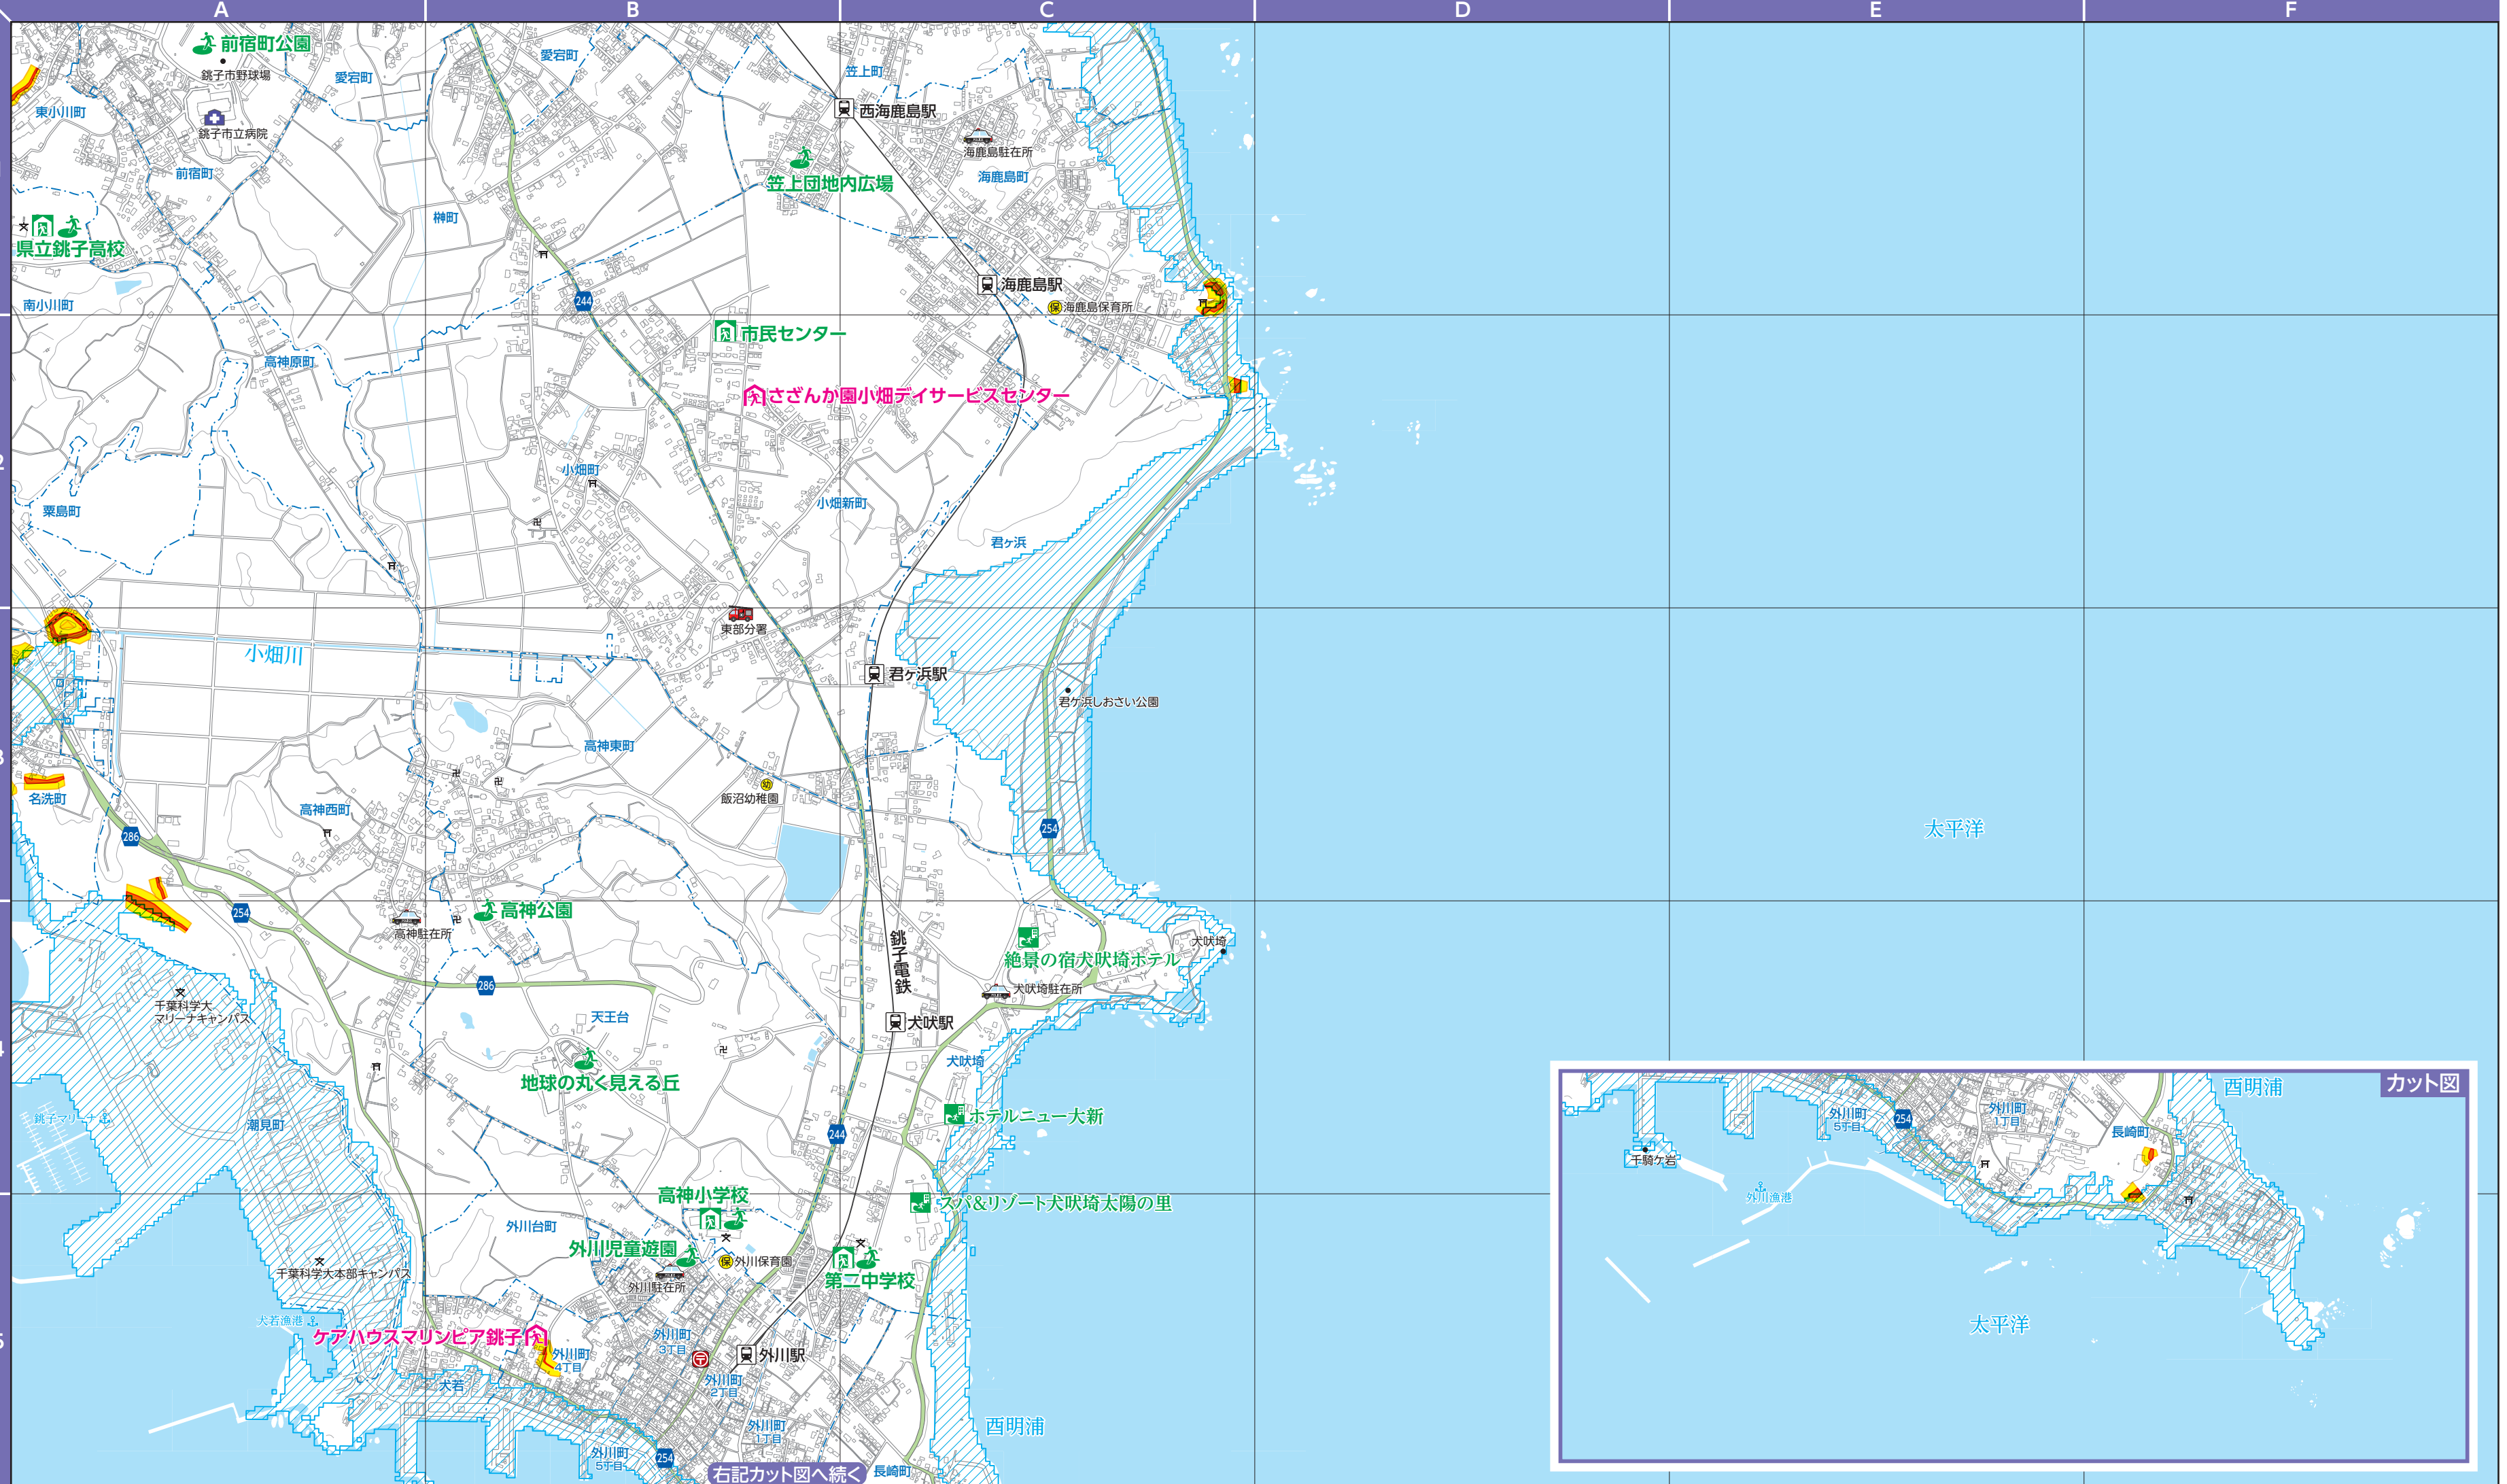 A
B
C
D
E
F
前宿町公園
銚子市野球場
愛宕町
愛宕町
笠上町
東小川町
銚子市立病院
西海鹿島駅
海鹿島駐在所
前宿町
笠上団地内広場
海鹿島町
榊町
県立銚子高校
南小川町
244
海鹿島駅
保
海鹿島保育所
市民センター
高神原町
さざんか園小畑デイサービスセンター
2
小畑町
小畑新町
粟島町
君ヶ浜
東部分署
小畑川
君ヶ浜駅
君ケ浜しおさい公園
高神東町
3
幼
飯沼幼稚園
名洗町
高神西町
286
254
太平洋
254
高神公園
高神駐在所
銚子電鉄
犬吠埼
絶景の宿犬吠埼ホテル
286
犬吠埼駐在所
千葉科学大
マリーナキャンパス
天王台
犬吠駅
4
犬吠埼
地球の丸く見える丘
銚子マリーナ
潮見町
ホテルニュー大新
244
高神小学校
スパ&リゾート犬吠埼太陽の里
外川台町
外川児童遊園
保
外川保育園
千葉科学大本部キャンパス
外川駐在所
第二中学校
犬若漁港
ケアハウスマリンピア銚子
5
外川町
3丁目
外川町
4丁目
外川駅
犬若
外川町
2丁目
外川町
1丁目
酉明浦
外川町
5丁目
254
右記カット図へ続く
長崎町
カット図
酉明浦
外川町
5丁目
254
外川町
1丁目
長崎町
千騎ケ岩
外川漁港
太平洋